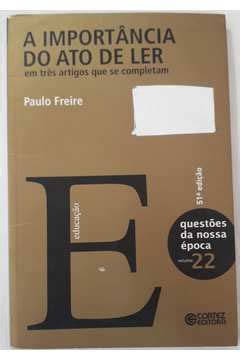 A IMPORTÂNCIA
DO ATO DE LER
em três artigos que se completam
Paulo Freire
E
educação
51ª edição
questões
da nossa
época
volume 22
CORTEZ
EDITORA